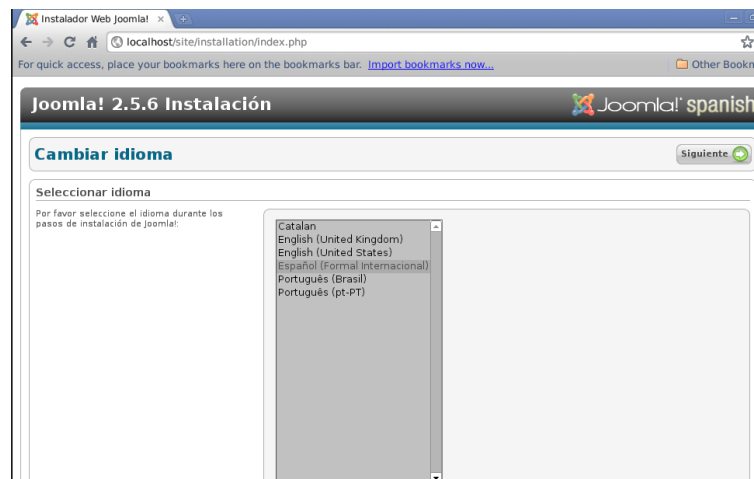 Instalador Web Joomla!
localhost/site/installation/index.php
For quick access, place your bookmarks here on the bookmarks bar. Import bookmarks now...
Other Bookn
Joomla! 2.5.6 Instalación
Joomla! spanish
Cambiar idioma
Siguiente
Seleccionar idioma
Por favor seleccione el idioma durante los
pasos de instalación de Joomla!:
Catalan
English (United Kingdom)
English (United States)
Español (Formal Internacional)
Português (Brasil)
Português (pt-PT)